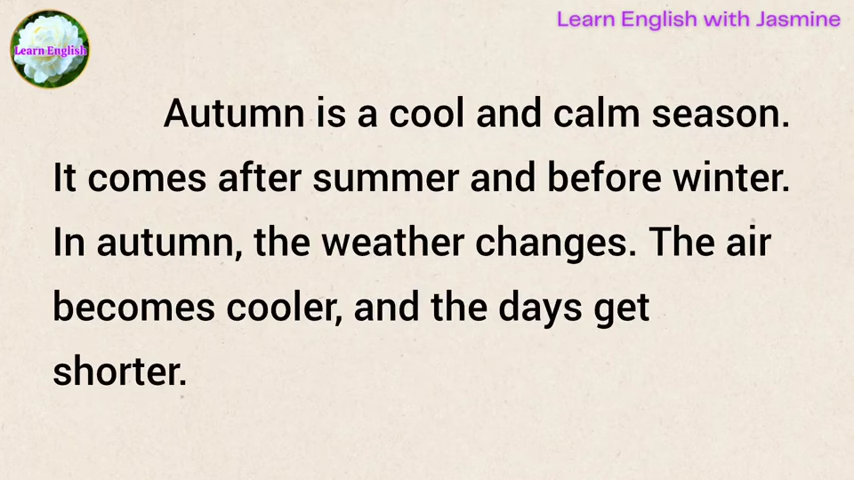 Learn English with Jasmine
Learn English
Autumn is a cool and calm season.
It comes after summer and before winter.
In autumn, the weather changes. The air
becomes cooler, and the days get
shorter.